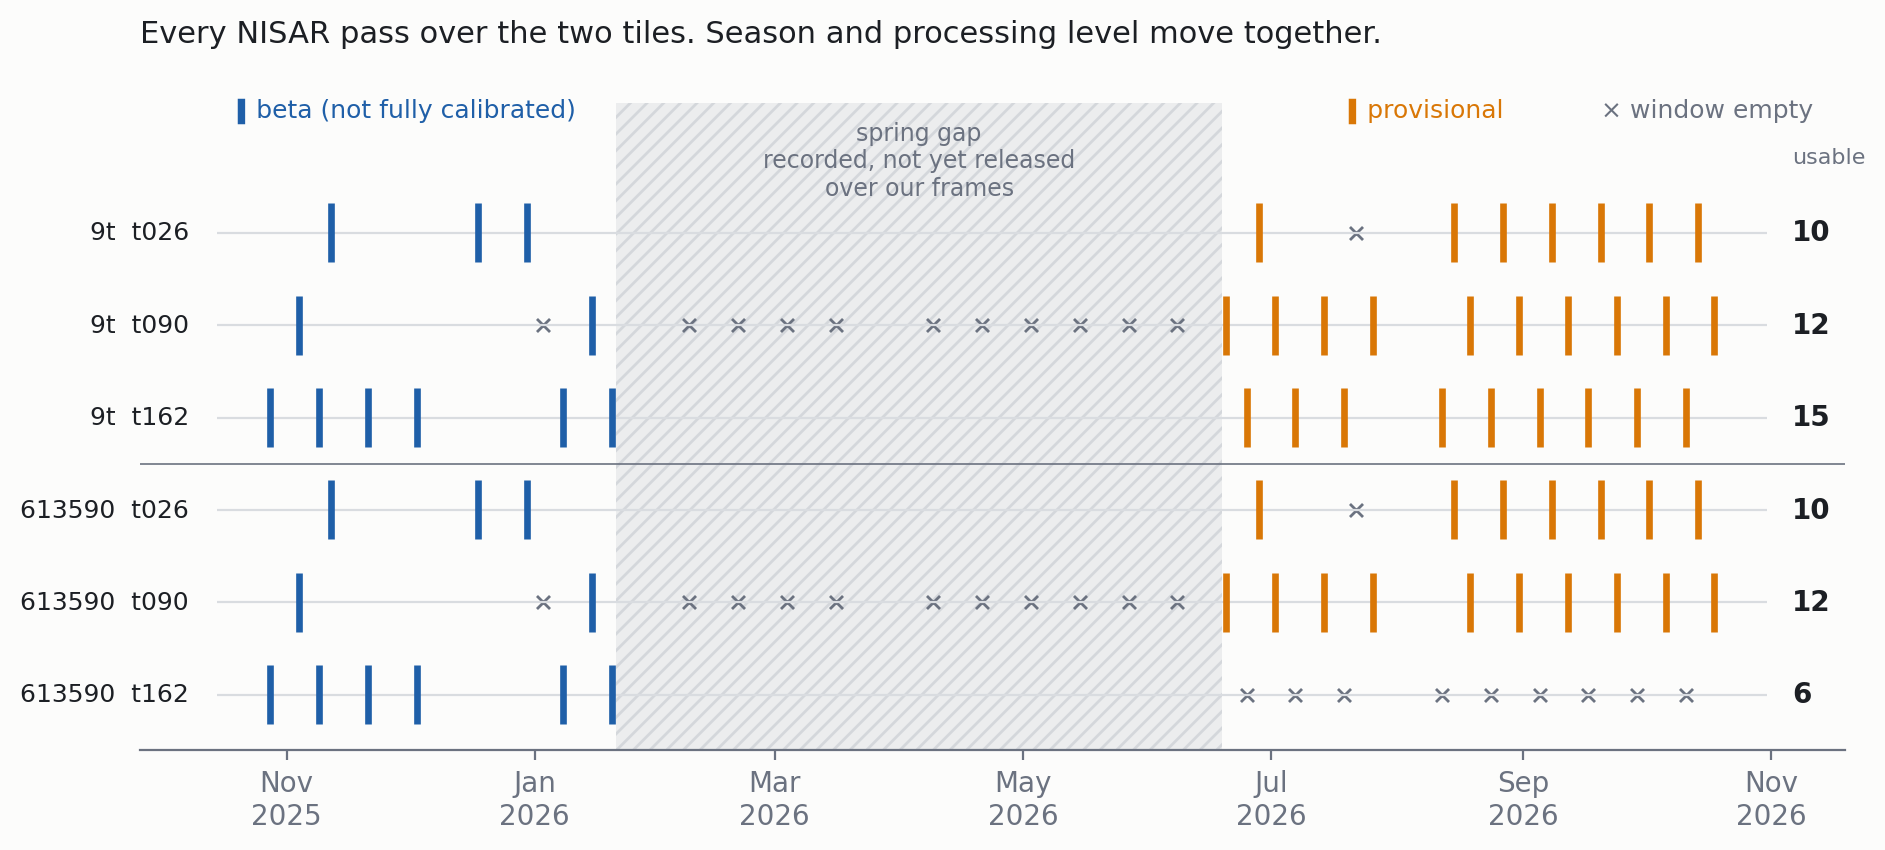 Every NISAR pass over the two tiles. Season and processing level move together.
beta (not fully calibrated)
provisional
× window empty
spring gap
recorded, not yet released
over our frames
usable
9t t026
10
9t t090
12
9t t162
15
613590 t026
10
613590 t090
12
613590 t162
6
Nov
2025
Jan
2026
Mar
2026
May
2026
Jul
2026
Sep
2026
Nov
2026